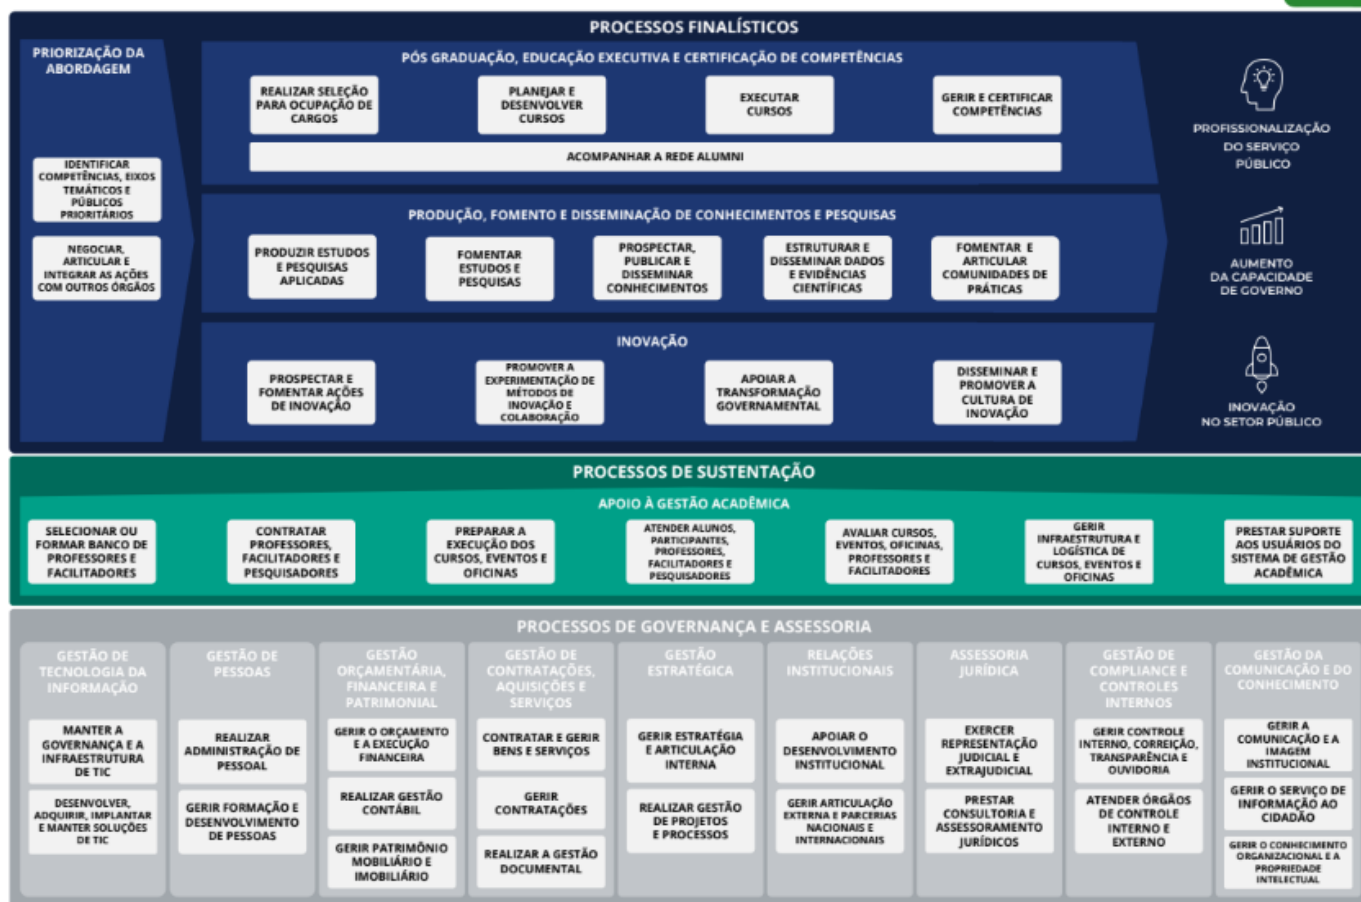 PROCESSOS FINALÍSTICOS
PRIORIZAÇÃO DA
ABORDAGEM
IDENTIFICAR
COMPETÊNCIAS, EIXOS
TEMÁTICOS E
PÚBLICOS
PRIORITÁRIOS
NEGOCIAR,
ARTICULAR E
INTEGRAR AS AÇÕES
COM OUTROS ÓRGÃOS
PÓS GRADUAÇÃO, EDUCAÇÃO EXECUTIVA E CERTIFICAÇÃO DE COMPETÊNCIAS
REALIZAR SELEÇÃO
PARA OCUPAÇÃO DE
CARGOS
PLANEJAR E
DESENVOLVER
CURSOS
EXECUTAR
CURSOS
GERIR E CERTIFICAR
COMPETÊNCIAS
ACOMPANHAR A REDE ALUMNI
PRODUÇÃO, FOMENTO E DISSEMINAÇÃO DE CONHECIMENTOS E PESQUISAS
PRODUZIR ESTUDOS
E PESQUISAS
APLICADAS
FOMENTAR
ESTUDOS E
PESQUISAS
PROSPECTAR,
PUBLICAR E
DISSEMINAR
CONHECIMENTOS
ESTRUTURAR E
DISSEMINAR DADOS
E EVIDÊNCIAS
CIENTÍFICAS
FOMENTAR E
ARTICULAR
COMUNIDADES DE
PRÁTICAS
INOVAÇÃO
PROSPECTAR E
FOMENTAR AÇÕES
DE INOVAÇÃO
PROMOVER A
EXPERIMENTAÇÃO DE
MÉTODOS DE
INOVAÇÃO E
COLABORAÇÃO
APOIAR A
TRANSFORMAÇÃO
GOVERNAMENTAL
DISSEMINAR E
PROMOVER A
CULTURA DE
INOVAÇÃO
PROFISSIONALIZAÇÃO
DO SERVIÇO
PÚBLICO
AUMENTO
DA CAPACIDADE
DE GOVERNO
INOVAÇÃO
NO SETOR PÚBLICO
PROCESSOS DE SUSTENTAÇÃO
APOIO À GESTÃO ACADÊMICA
SELECIONAR OU
FORMAR BANCO DE
PROFESSORES E
FACILITADORES
CONTRATAR
PROFESSORES,
FACILITADORES E
PESQUISADORES
PREPARAR A
EXECUÇÃO DOS
CURSOS, EVENTOS E
OFICINAS
ATENDER ALUNOS,
PARTICIPANTES,
PROFESSORES,
FACILITADORES E
PESQUISADORES
AVALIAR CURSOS,
EVENTOS, OFICINAS,
PROFESSORES E
FACILITADORES
GERIR
INFRAESTRUTURA E
LOGÍSTICA DE
CURSOS, EVENTOS E
OFICINAS
PRESTAR SUPORTE
AOS USUÁRIOS DO
SISTEMA DE GESTÃO
ACADÊMICA
PROCESSOS DE GOVERNANÇA E ASSESSORIA
GESTÃO DE
TECNOLOGIA DA
INFORMAÇÃO
MANTER A
GOVERNANÇA E A
INFRAESTRUTURA
DE TIC
DESENVOLVER,
ADQUIRIR, IMPLANTAR
E MANTER SOLUÇÕES
DE TIC
GESTÃO DE
PESSOAS
REALIZAR
ADMINISTRAÇÃO DE
PESSOAL
GERIR FORMAÇÃO E
DESENVOLVIMENTO
DE PESSOAS
GESTÃO
ORÇAMENTÁRIA,
FINANCEIRA E
PATRIMONIAL
GERIR O ORÇAMENTO
E A EXECUÇÃO
FINANCEIRA
REALIZAR GESTÃO
CONTÁBIL
GERIR PATRIMÔNIO
MOBILIÁRIO E
IMOBILIÁRIO
GESTÃO DE
CONTRATAÇÕES,
AQUISIÇÕES E
SERVIÇOS
CONTRATAR E GERIR
BENS E SERVIÇOS
GERIR
CONTRATAÇÕES
REALIZAR A GESTÃO
DOCUMENTAL
GESTÃO
ESTRATÉGICA
GERIR ESTRATÉGIA
E ARTICULAÇÃO
INTERNA
REALIZAR GESTÃO
DE PROJETOS
E PROCESSOS
RELAÇÕES
INSTITUCIONAIS
APOIAR O
DESENVOLVIMENTO
INSTITUCIONAL
GERIR ARTICULAÇÃO
EXTERNA E PARCERIAS
NACIONAIS E
INTERNACIONAIS
ASSESSORIA
JURÍDICA
EXERCER
REPRESENTAÇÃO
JUDICIAL E
EXTRAJUDICIAL
PRESTAR
CONSULTORIA E
ASSESSORAMENTO
JURÍDICOS
GESTÃO DE
COMPLIANCE E
CONTROLES
INTERNOS
GERIR CONTROLE
INTERNO, CORREIÇÃO,
TRANSPARÊNCIA E
OUVIDORIA
ATENDER ÓRGÃOS
DE CONTROLE
INTERNO E
EXTERNO
GESTÃO DA
COMUNICAÇÃO E DO
CONHECIMENTO
GERIR A
COMUNICAÇÃO E A
IMAGEM
INSTITUCIONAL
GERIR O SERVIÇO DE
INFORMAÇÃO AO
CIDADÃO
GERIR O CONHECIMENTO
ORGANIZACIONAL E A
PROPRIEDADE
INTELECTUAL